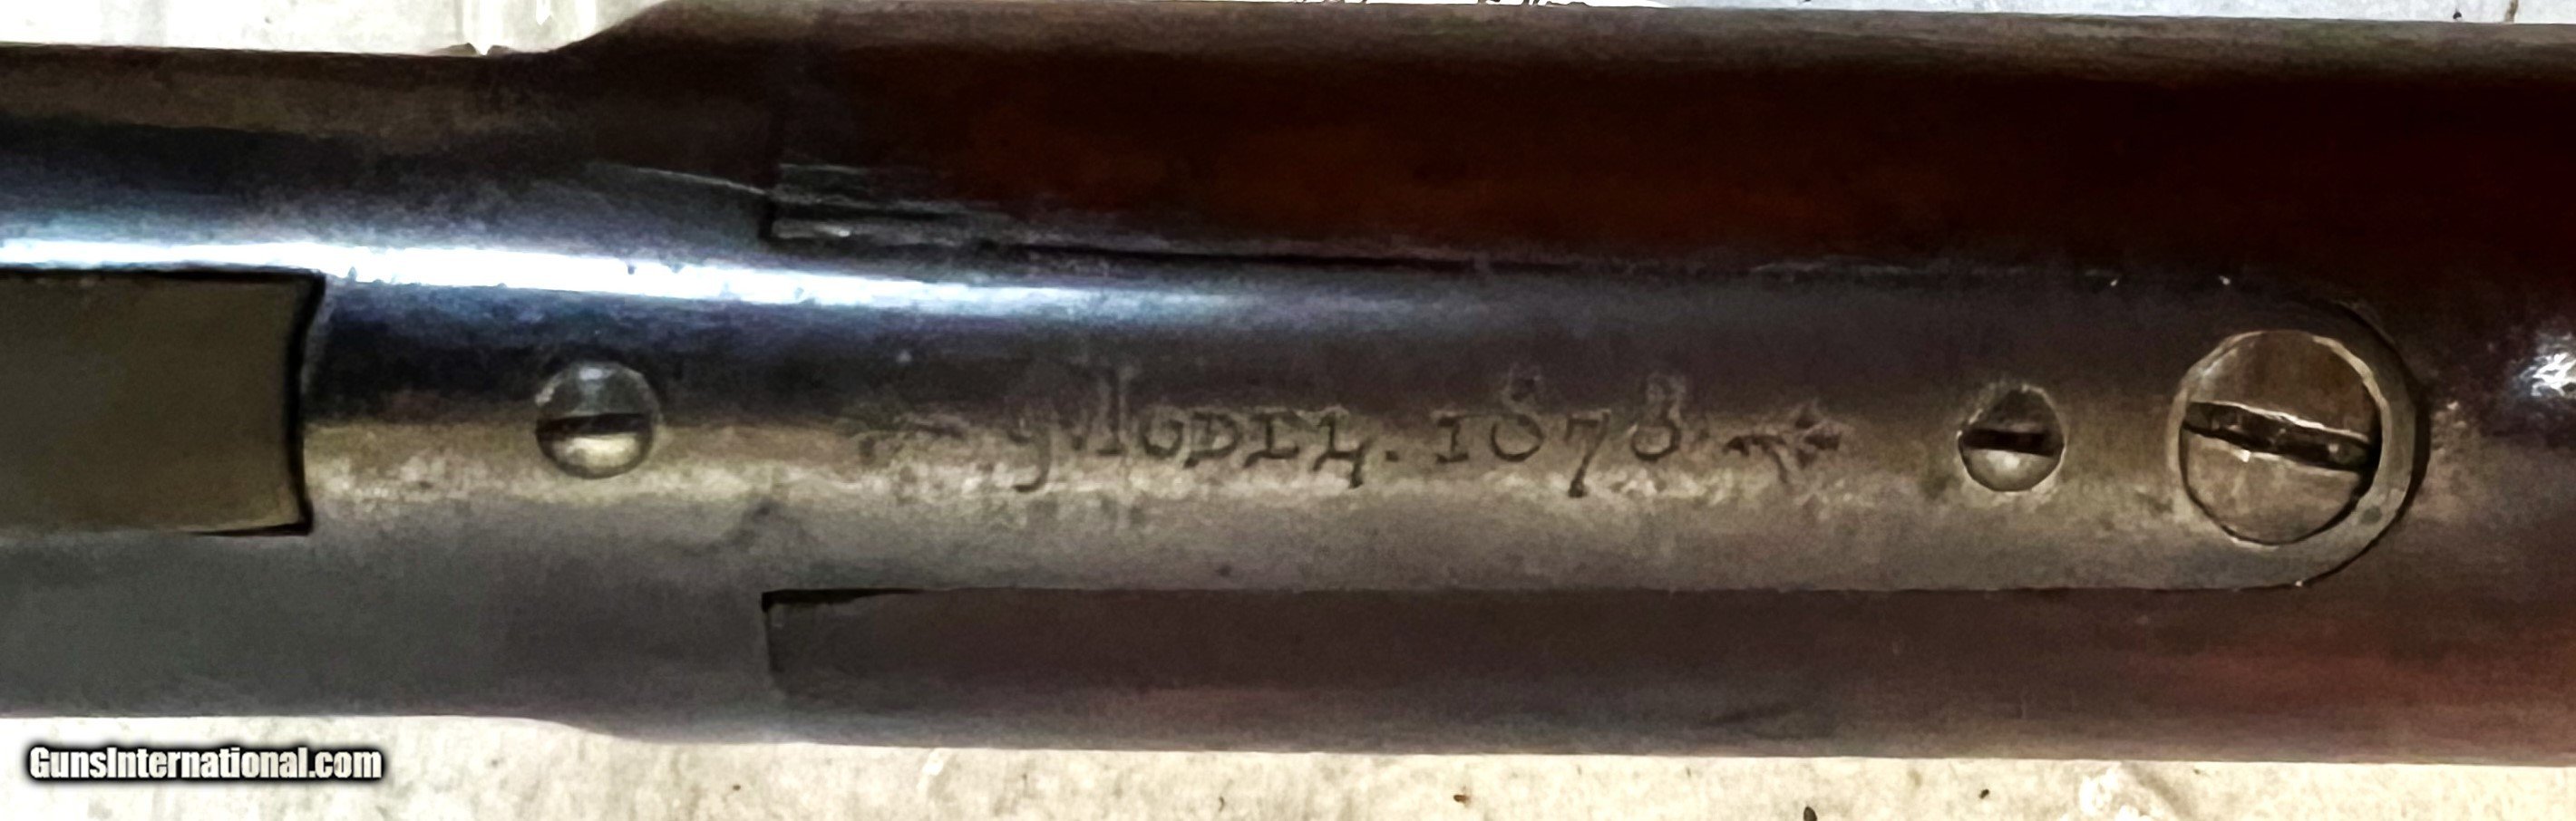 MODEL. 1873.
GunsInternational.com